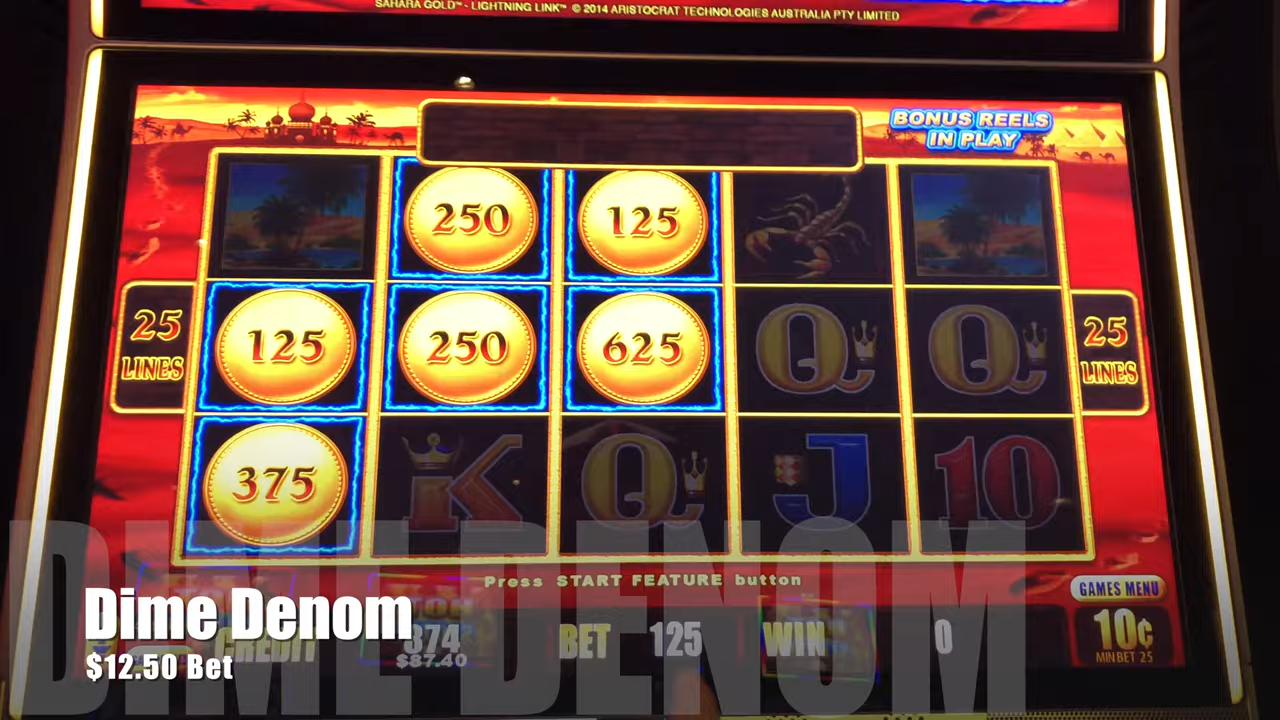 SAHARA GOLD™ - LIGHTNING LINK™ © 2014 ARISTOCRAT TECHNOLOGIES AUSTRALIA PTY LIMITED
BONUS REELS
IN PLAY
250 125
125 250 625 Q Q
375 K Q J 10
25
LINES
25
LINES
Press START FEATURE button
GAMES MENU
CREDIT 874 BET 125 WIN 0 10¢
$87.40
MIN BET 25
DIME DENOM
Dime Denom
$12.50 Bet